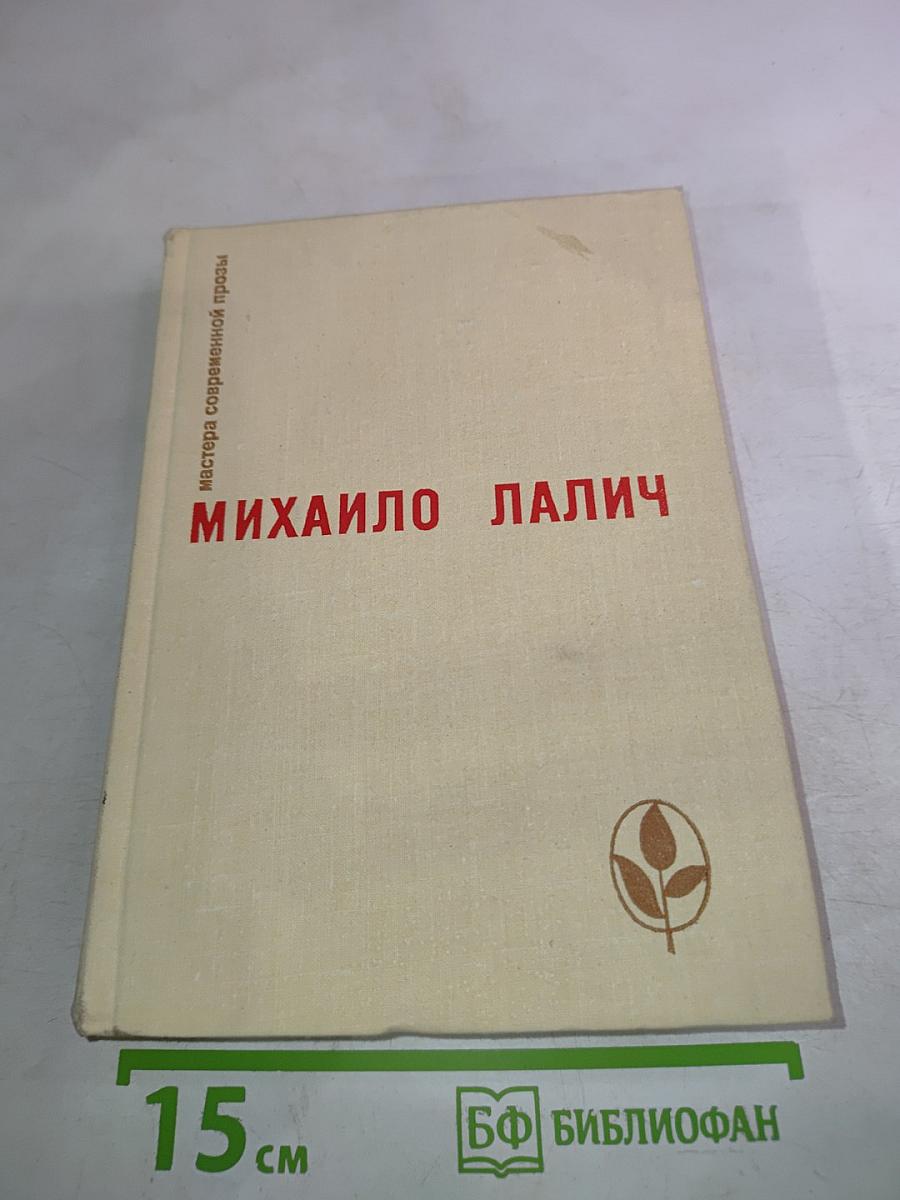 мастера современной прозы
МИХАИЛО ЛАЛИЧ
15 см
БФ БИБЛИОФАН